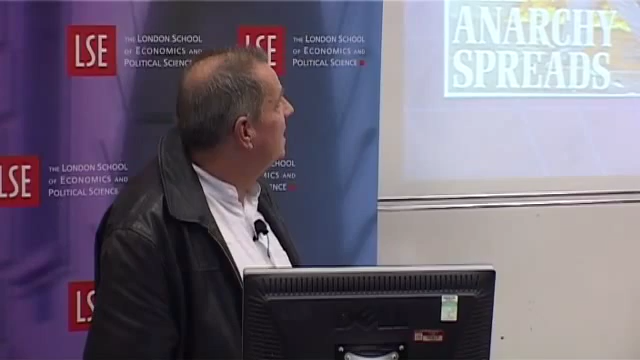 ANARCHY
SPREADS
LSE
THE LONDON SCHOOL
OF ECONOMICS AND
POLITICAL SCIENCE
LSE
THE LONDON SCHOOL
OF ECONOMICS AND
POLITICAL SCIENCE
LSE
THE LONDON SCHOOL
OF ECONOMICS AND
POLITICAL SCIENCE
LSE
DELL